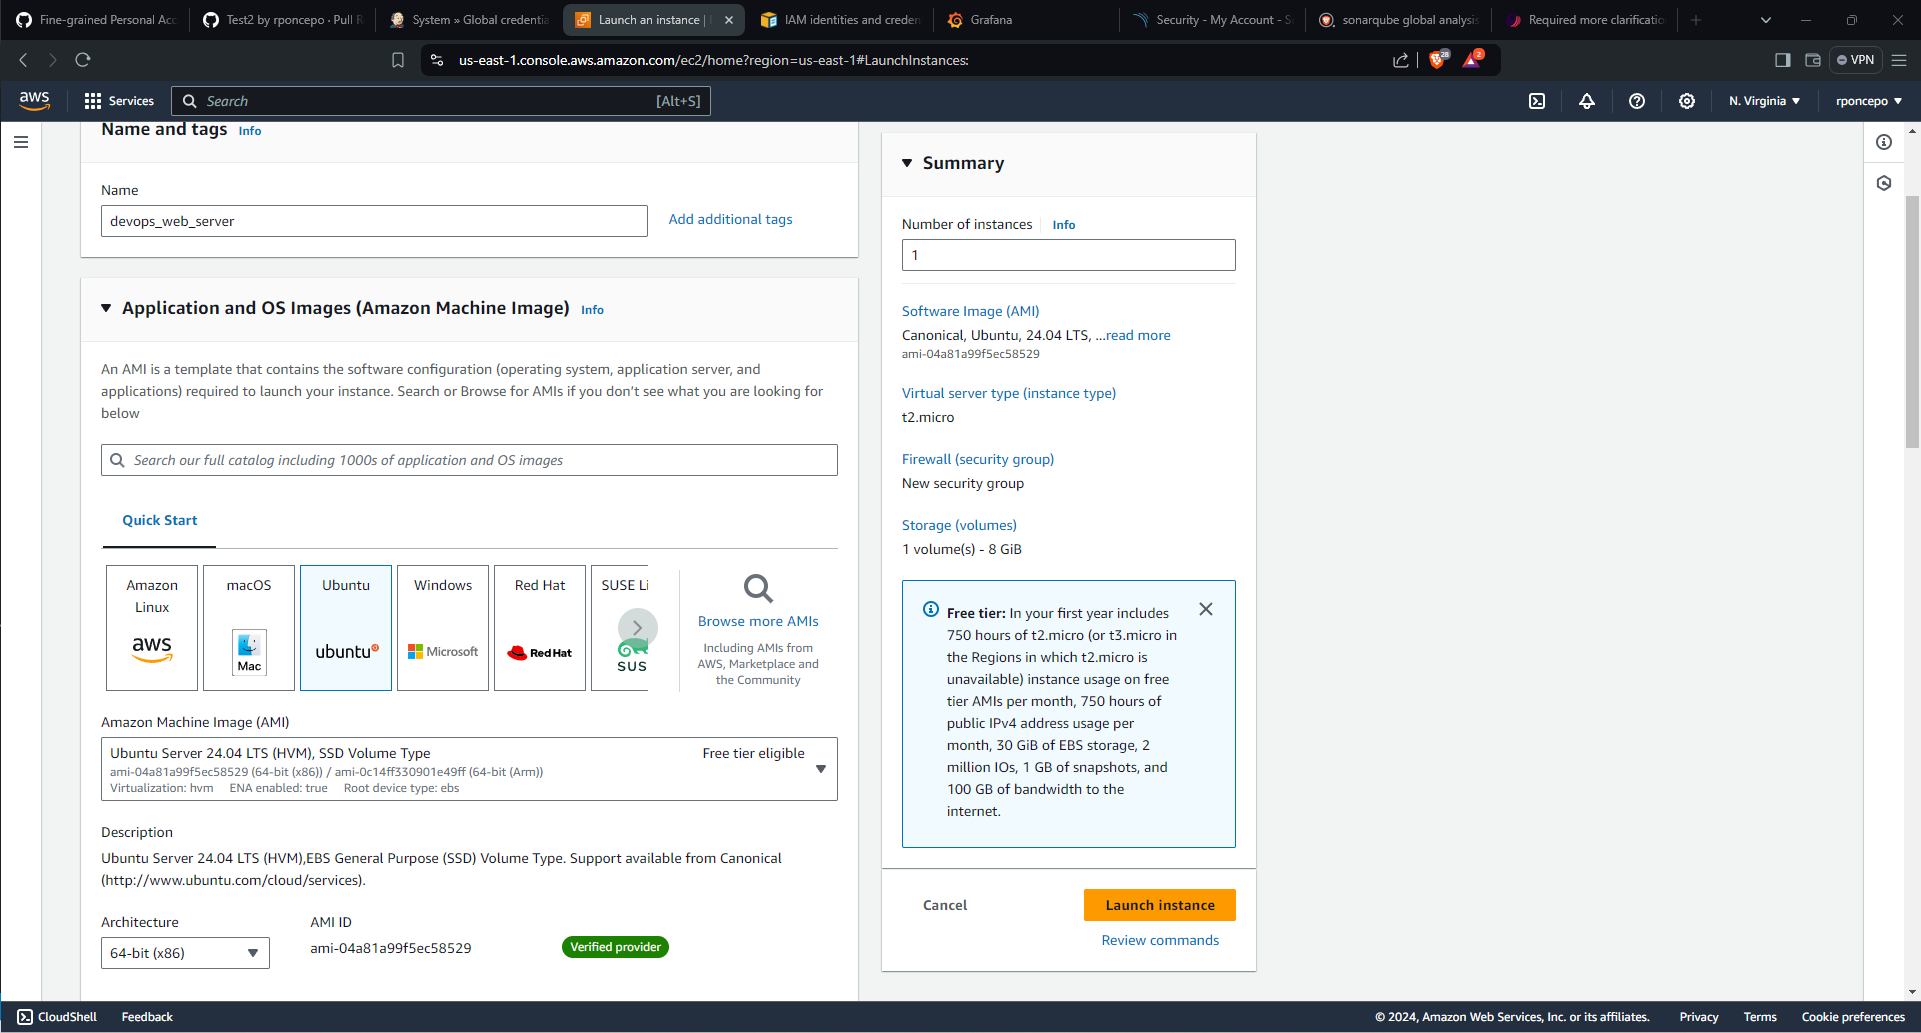 Fine-grained Personal Acc
Test2 by rponcepo · Pull R
System » Global credentia
Launch an instance |
IAM identities and creden
Grafana
Security - My Account - S
sonarqube global analysis
Required more clarificatio
us-east-1.console.aws.amazon.com/ec2/home?region=us-east-1#LaunchInstances:
28
2
VPN
aws
Services
Search
[Alt+S]
N. Virginia
rponcepo
Name and tags Info
Name
devops_web_server
Add additional tags
Application and OS Images (Amazon Machine Image) Info
An AMI is a template that contains the software configuration (operating system, application server, and
applications) required to launch your instance. Search or Browse for AMIs if you don't see what you are looking for
below
Search our full catalog including 1000s of application and OS images
Quick Start
Amazon
Linux
aws
macOS
Mac
Ubuntu
ubuntu
Windows
Microsoft
Red Hat
Red Hat
SUSE Li
SUS
Browse more AMIs
Including AMIs from
AWS, Marketplace and
the Community
Amazon Machine Image (AMI)
Ubuntu Server 24.04 LTS (HVM), SSD Volume Type
Free tier eligible
ami-04a81a99f5ec58529 (64-bit (x86)) / ami-0c14ff330901e49ff (64-bit (Arm))
Virtualization: hvm ENA enabled: true Root device type: ebs
Description
Ubuntu Server 24.04 LTS (HVM),EBS General Purpose (SSD) Volume Type. Support available from Canonical
(http://www.ubuntu.com/cloud/services).
Architecture
64-bit (x86)
AMI ID
ami-04a81a99f5ec58529
Verified provider
Summary
Number of instances Info
1
Software Image (AMI)
Canonical, Ubuntu, 24.04 LTS, ...read more
ami-04a81a99f5ec58529
Virtual server type (instance type)
t2.micro
Firewall (security group)
New security group
Storage (volumes)
1 volume(s) - 8 GiB
Free tier: In your first year includes
750 hours of t2.micro (or t3.micro in
the Regions in which t2.micro is
unavailable) instance usage on free
tier AMIs per month, 750 hours of
public IPv4 address usage per
month, 30 GiB of EBS storage, 2
million IOs, 1 GB of snapshots, and
100 GB of bandwidth to the
internet.
Cancel
Launch instance
Review commands
CloudShell
Feedback
© 2024, Amazon Web Services, Inc. or its affiliates.
Privacy
Terms
Cookie preferences